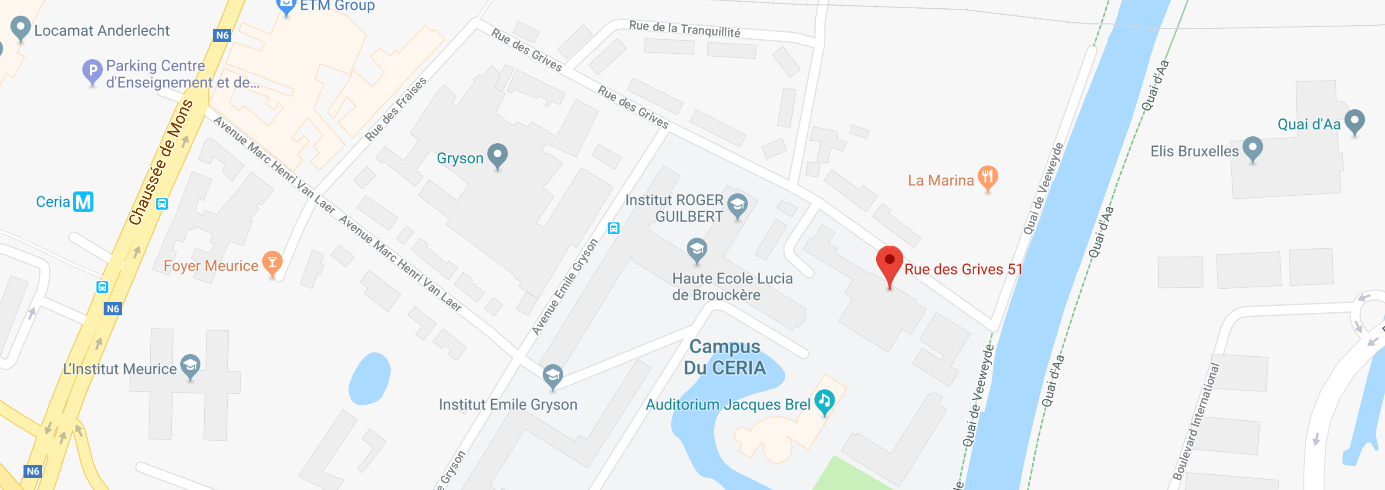 ETM Group
Locamat Anderlecht
N6
Rue de la Tranquillité
Rue des Grives
P
Parking Centre
d'Enseignement et de...
Quai d'Aa
Rue des Fraises
Rue des Grives
Chaussée de Mons
Avenue Marc Henri Van Laer
Quai d'Aa
Elis Bruxelles
Gryson
La Marina
Ceria M
Institut ROGER
GUILBERT
Quai de Veeweyde
Quai d'Aa
Avenue Marc Henri Van Laer
Foyer Meurice
Avenue Emile Gryson
Haute Ecole Lucia
de Brouckère
Rue des Grives 51
N6
Campus
Du CERIA
L'Institut Meurice
Quai de Veeweyde
Quai d'Aa
Institut Emile Gryson
Auditorium Jacques Brel
Boulevard International
N6
e Gryson
de